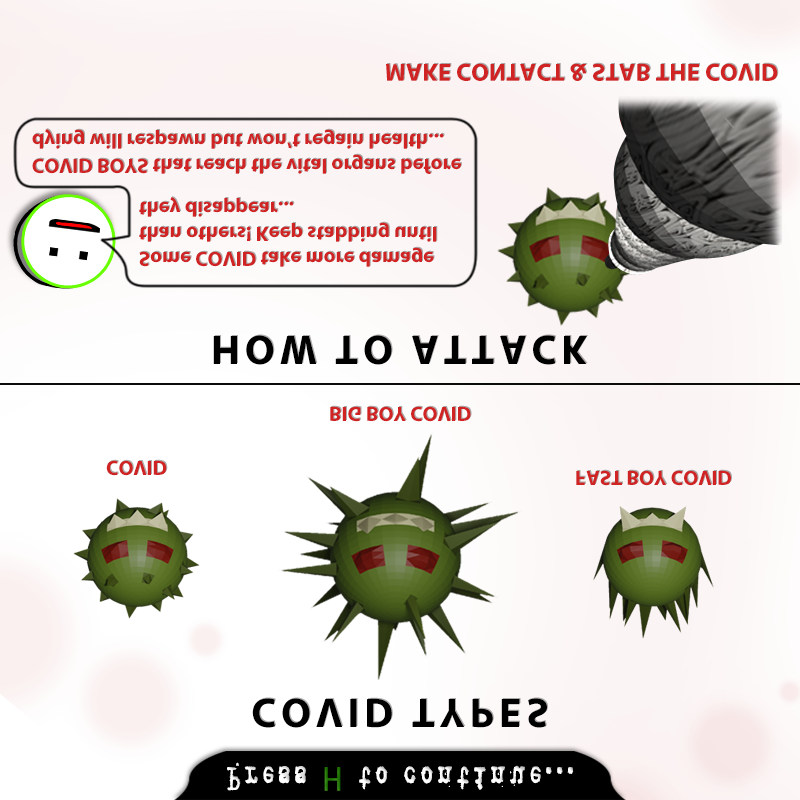 Press H to continue...
COVID TYPES
COVID
BIG BOY COVID
FAST BOY COVID
HOW TO ATTACK
Some COVID take more damage
than others! Keep stabbing until
they disappear...
COVID BOYS that reach the vital organs before
dying will respawn but won't regain health...
MAKE CONTACT & STAB THE COVID